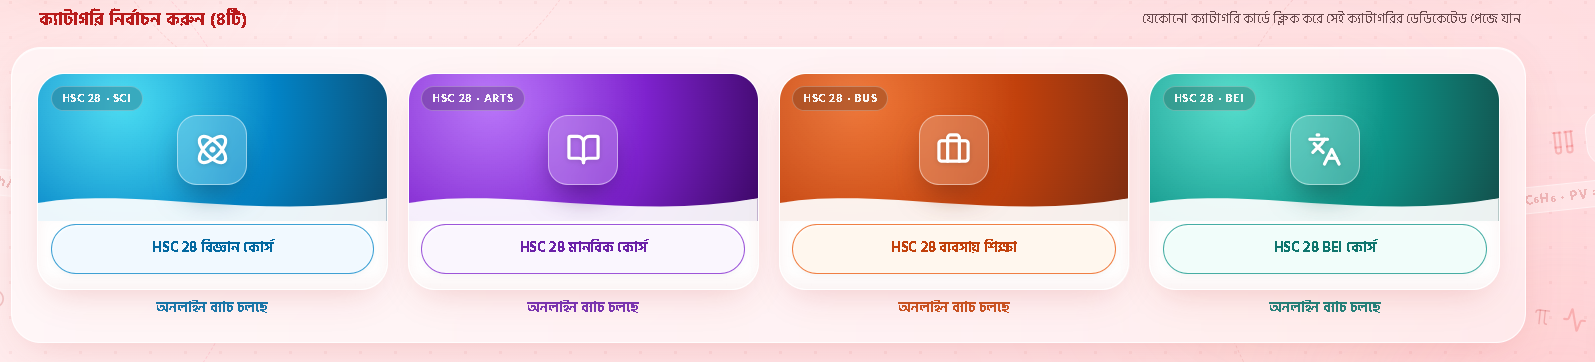 ক্যাটাগরি নির্বাচন করুন (৪টি)
যেকোনো ক্যাটাগরি কার্ডে ক্লিক করে সেই ক্যাটাগরির ডেডিকেটেড পেজে যান
HSC 28 · SCI
HSC 28 · ARTS
HSC 28 · BUS
HSC 28 · BEI
HSC 28 বিজ্ঞান কোর্স
HSC 28 মানবিক কোর্স
HSC 28 ব্যবসায় শিক্ষা
HSC 28 BEI কোর্স
অনলাইন ব্যাচ চলছে
অনলাইন ব্যাচ চলছে
অনলাইন ব্যাচ চলছে
অনলাইন ব্যাচ চলছে
C₆H₆ · PV
π